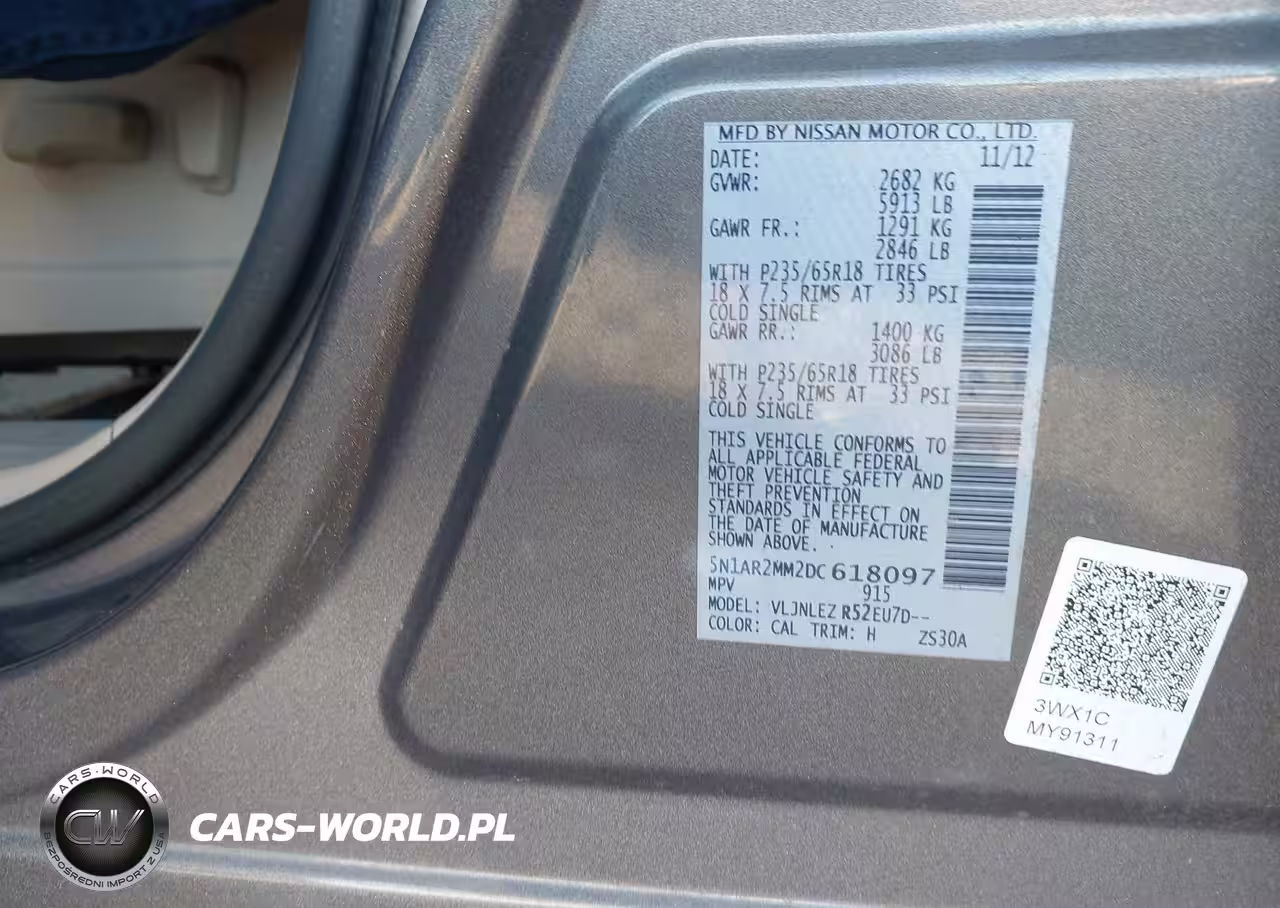 MFD BY NISSAN MOTOR CO., LTD.
DATE: 11/12
GVWR: 2682 KG
5913 LB
GAWR FR.: 1291 KG
2846 LB
WITH P235/65R18 TIRES
18 X 7.5 RIMS AT 33 PSI
COLD SINGLE
GAWR RR.: 1400 KG
3086 LB
WITH P235/65R18 TIRES
18 X 7.5 RIMS AT 33 PSI
COLD SINGLE
THIS VEHICLE CONFORMS TO
ALL APPLICABLE FEDERAL
MOTOR VEHICLE SAFETY AND
THEFT PREVENTION
STANDARDS IN EFFECT ON
THE DATE OF MANUFACTURE
SHOWN ABOVE.
5N1AR2MM2DC618097
MPV 915
MODEL: VLJNLEZ R52EU7D--
COLOR: CAL TRIM: H ZS30A
3WX1C
MY91311
CARS-WORLD
CW
BEZPOŚREDNI IMPORT Z USA
CARS-WORLD.PL